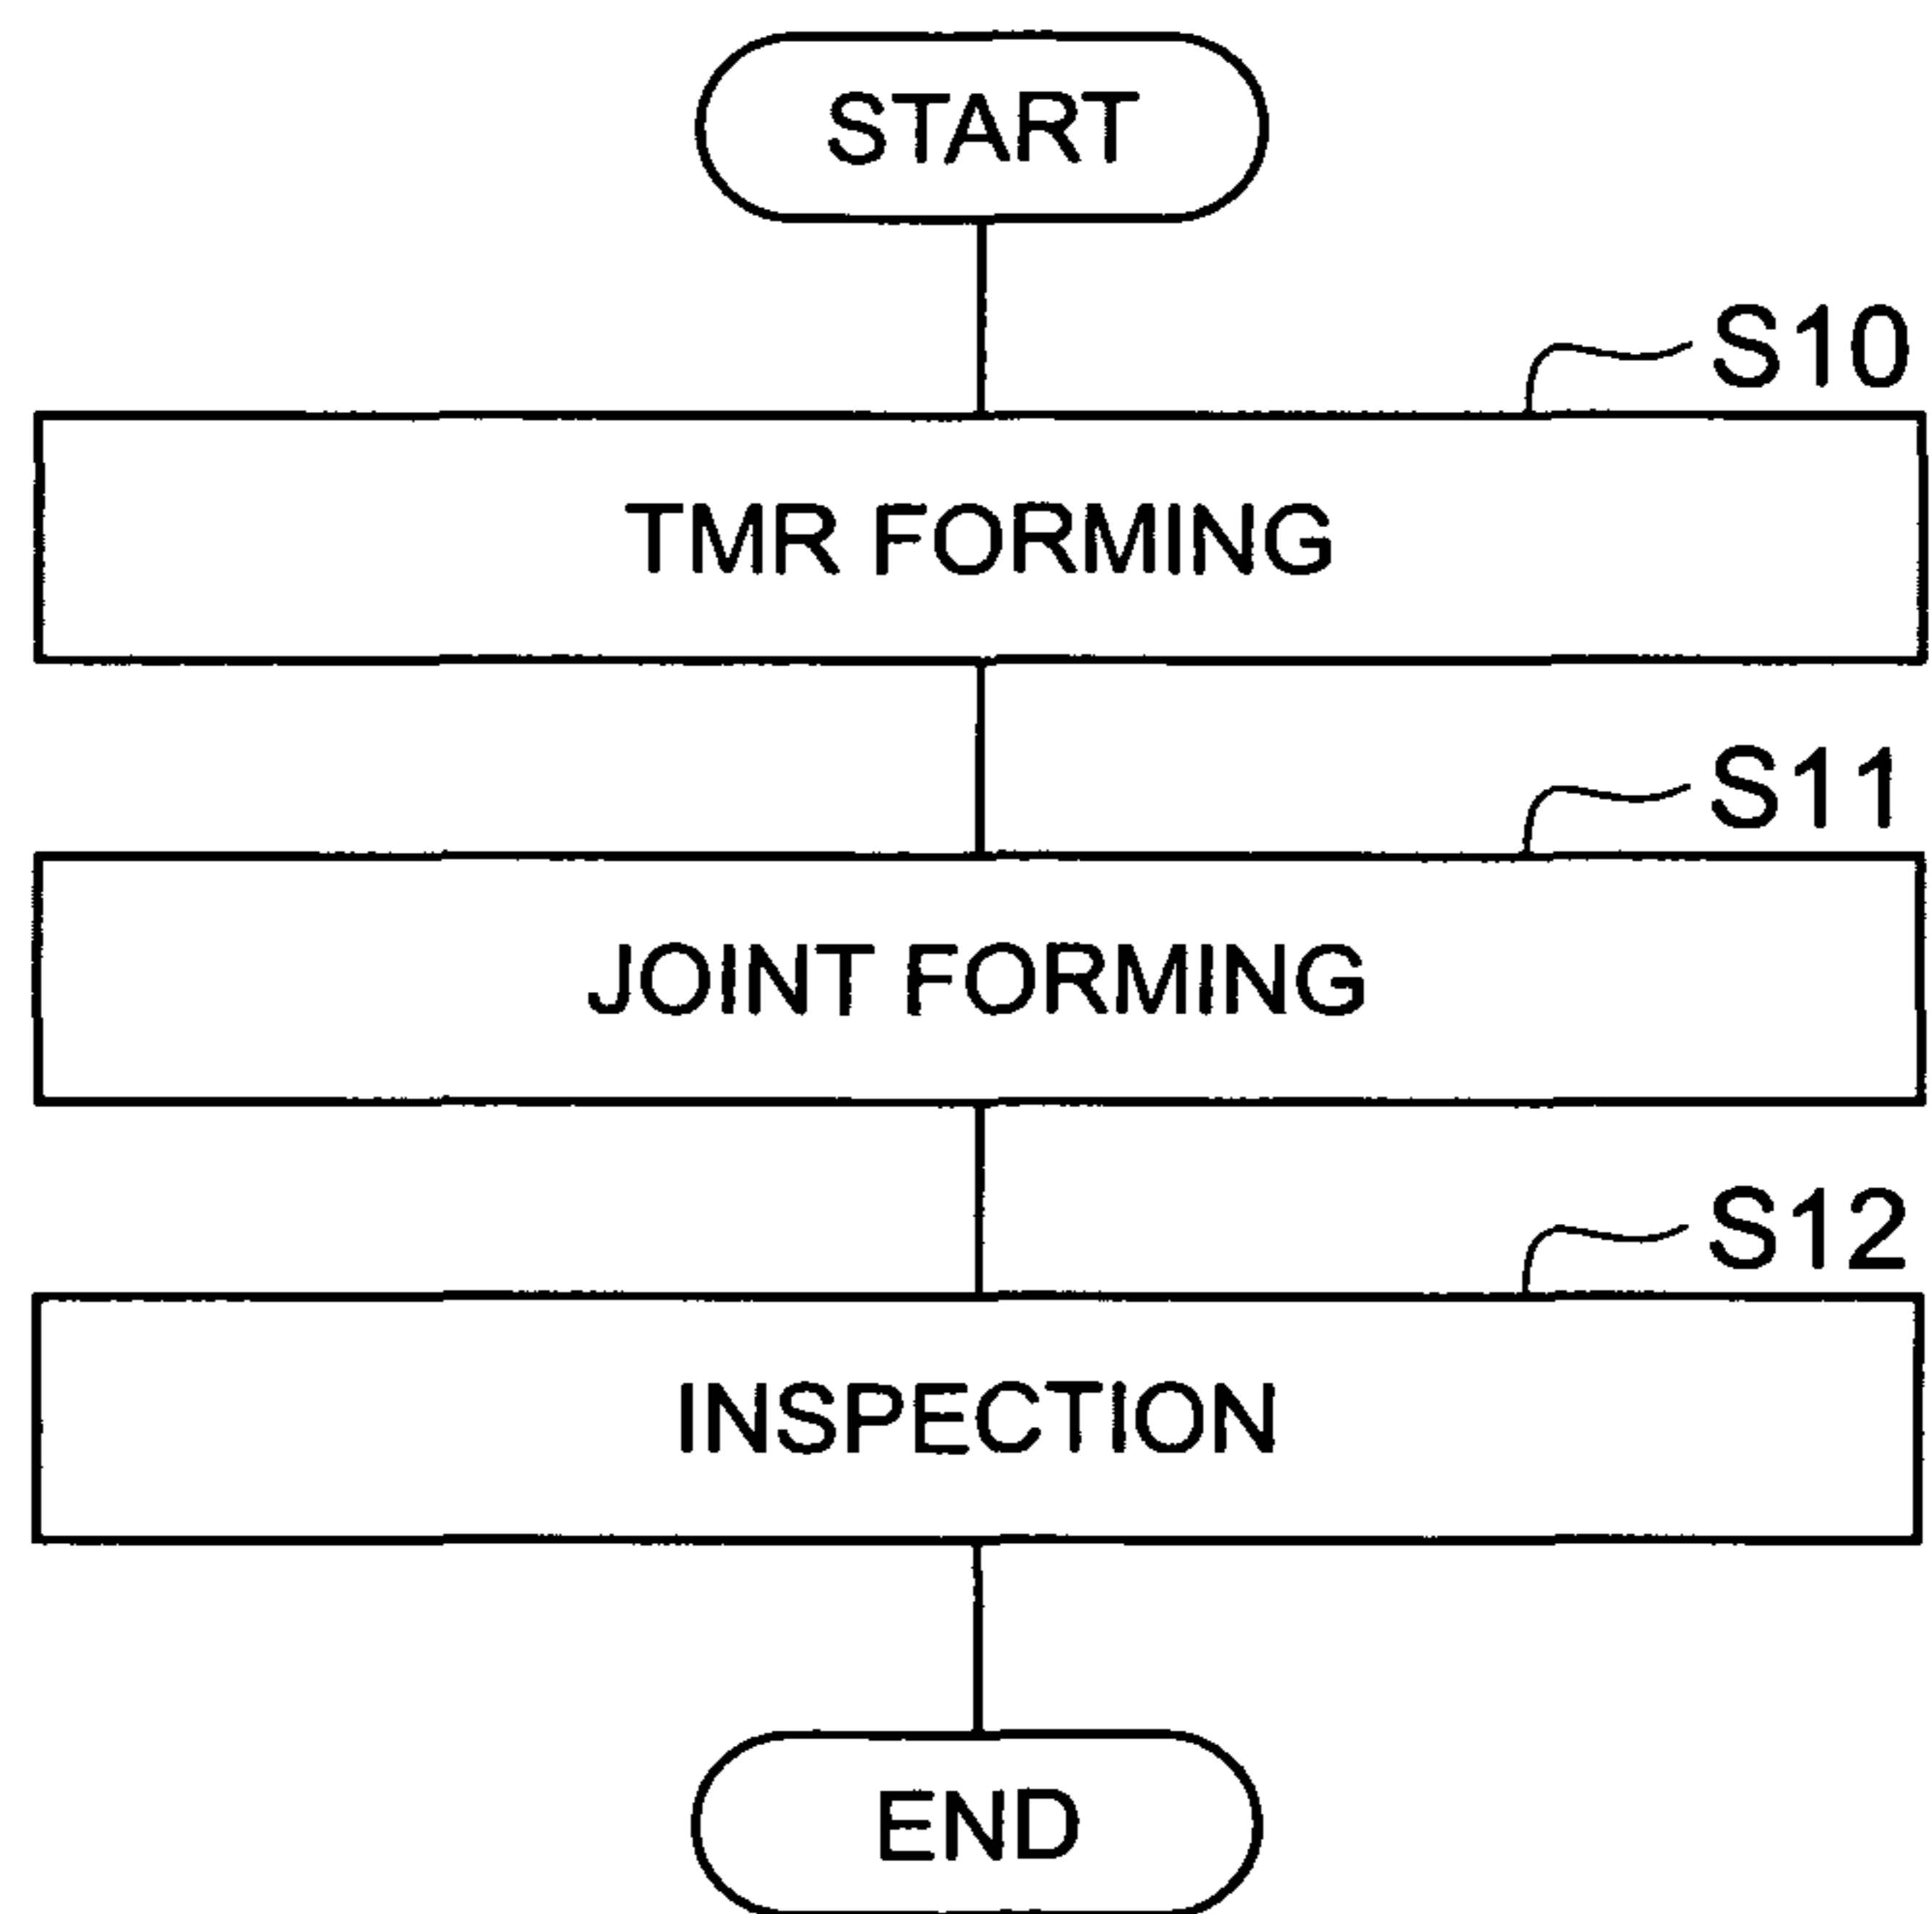 START
S10
TMR FORMING
S11
JOINT FORMING
S12
INSPECTION
END